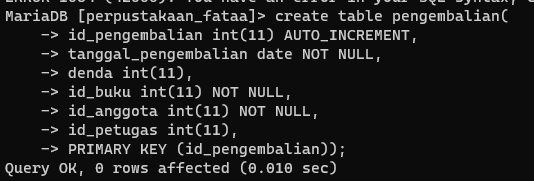 MariaDB [perpustakaan_fataa]> create table pengembalian(
    -> id_pengembalian int(11) AUTO_INCREMENT,
    -> tanggal_pengembalian date NOT NULL,
    -> denda int(11),
    -> id_buku int(11) NOT NULL,
    -> id_anggota int(11) NOT NULL,
    -> id_petugas int(11),
    -> PRIMARY KEY (id_pengembalian));
Query OK, 0 rows affected (0.010 sec)